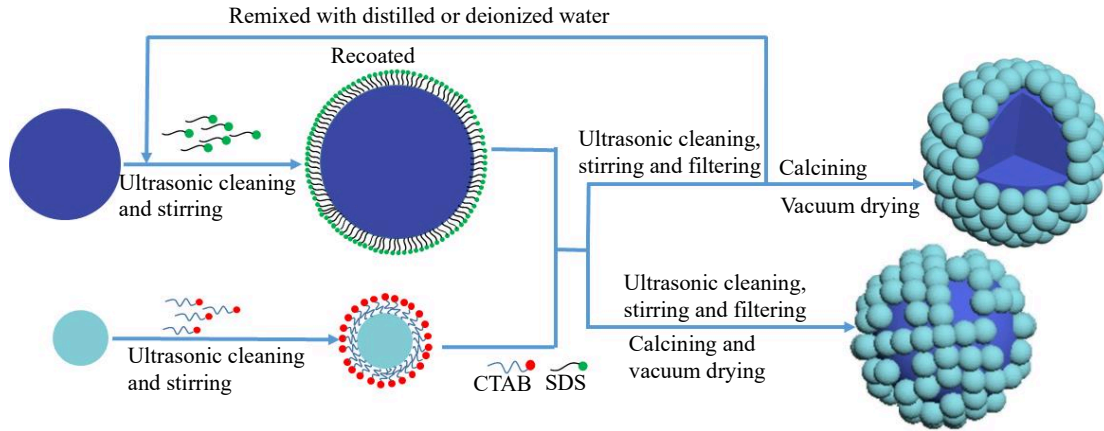 Remixed with distilled or deionized water
Recoated
Ultrasonic cleaning
and stirring
Ultrasonic cleaning,
stirring and filtering
Calcining
Vacuum drying
Ultrasonic cleaning
and stirring
CTAB
SDS
Ultrasonic cleaning,
stirring and filtering
Calcining and
vacuum drying